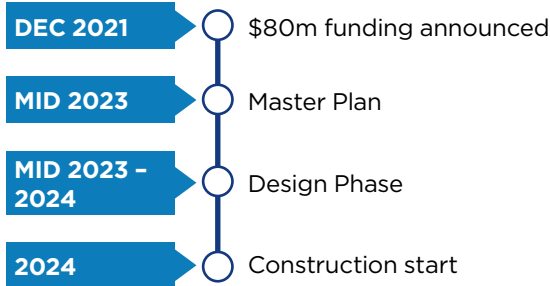 DEC 2021
$80m funding announced
MID 2023
Master Plan
MID 2023 –
2024
Design Phase
2024
Construction start